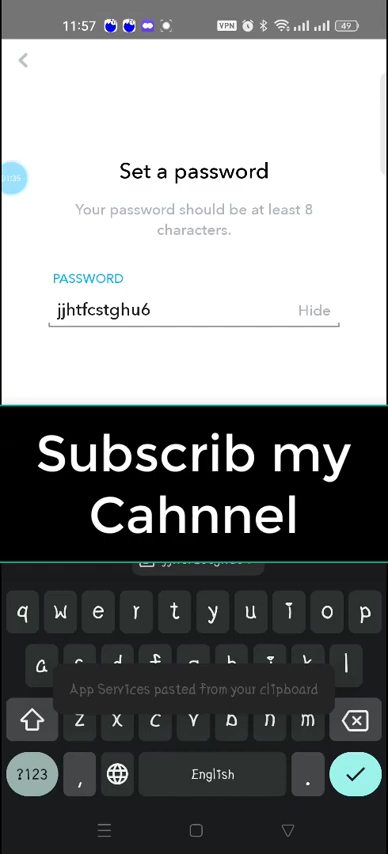 11:57 VPN 49
Set a password
Your password should be at least 8
characters.
PASSWORD
jjhtfcstghu6 Hide
Subscrib my
Cahnnel
q w e r t y u i o p
a l
App Services pasted from your clipboard
z x c v b n m
?123 , English .